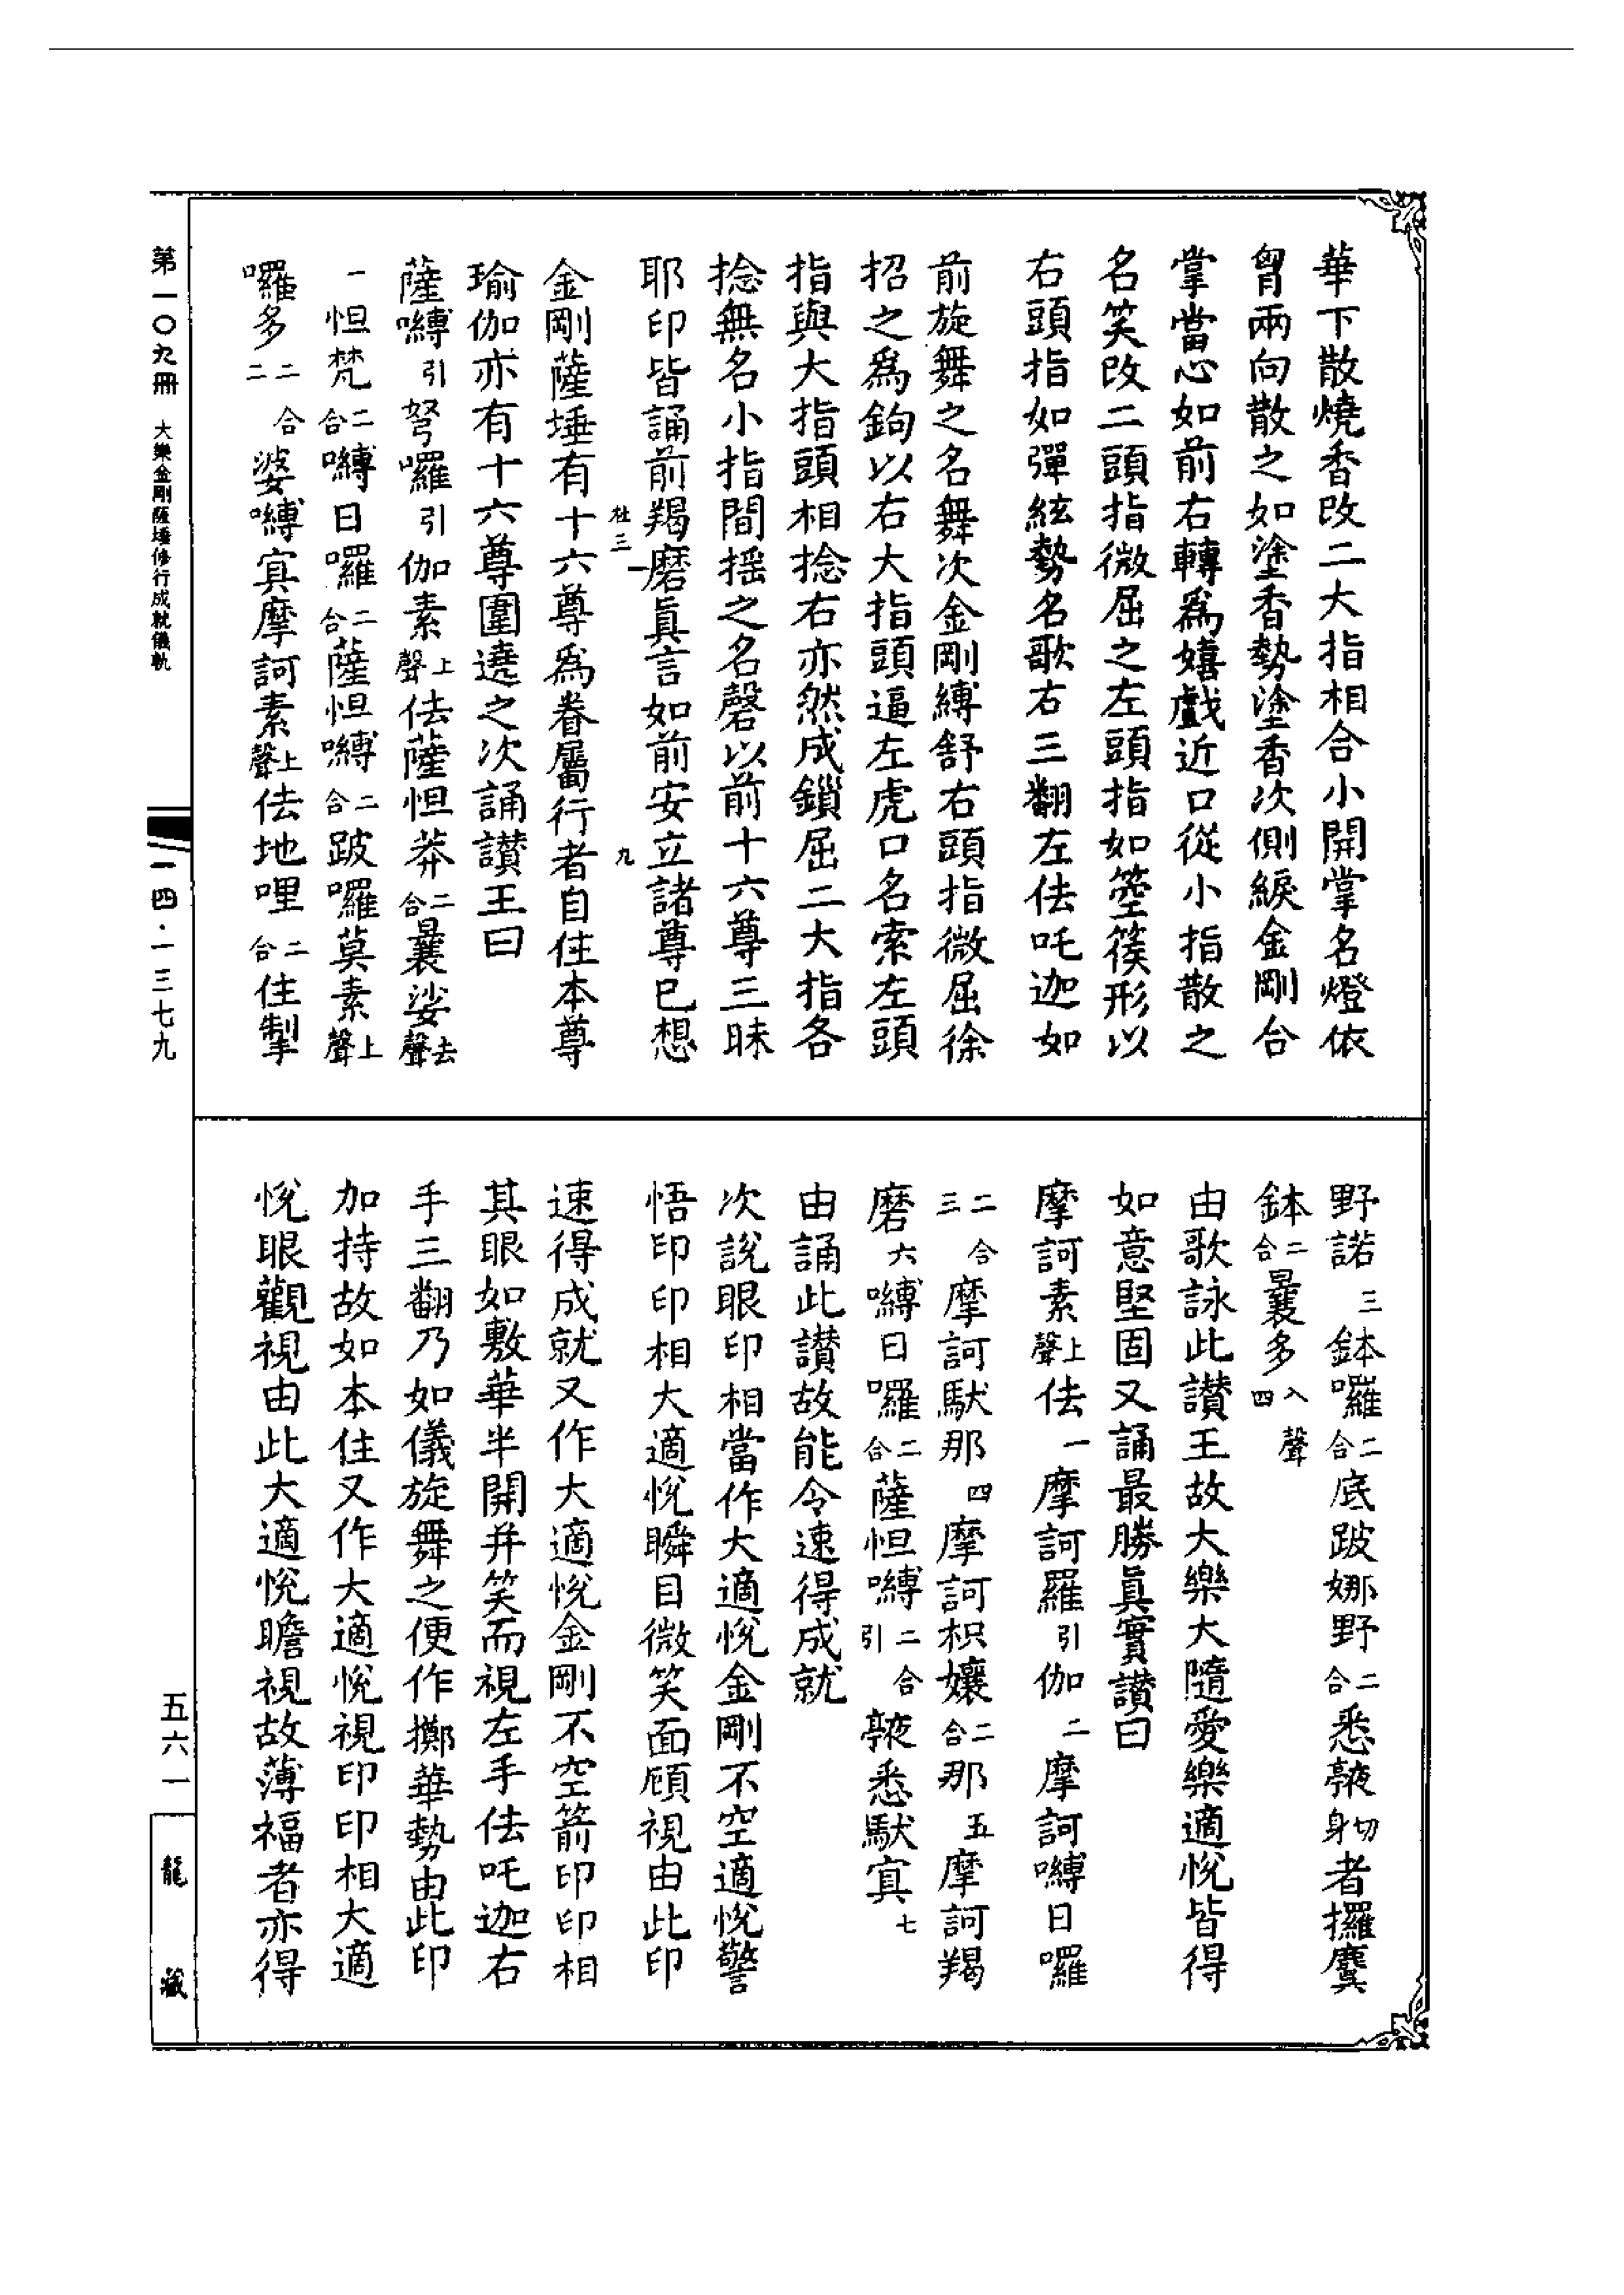 華下散燒香改二大指相合小開掌名燈依
胷兩向散之如塗香勢塗香次側綟金剛合
掌當心如前右轉爲嬉戲近口從小指散之
名笑改二頭指微屈之左頭指如箜篌形以
右頭指如彈絃勢名歌右三翻左佉吒迦如
前旋舞之名舞次金剛縛舒右頭指微屈徐
招之爲鉤以右大指頭逼左虎口名索左頭
指與大指頭相捻右亦然成鎖屈二大指各
捻無名小指間搖之名磬以前十六尊三昧
耶印皆誦前羯磨眞言如前安立諸尊已想
杜三 一 九
金剛薩埵有十六尊爲眷屬行者自住本尊
瑜伽亦有十六尊圍遶之次誦讃王曰
薩嚩引弩囉引伽素上聲佉薩怛莽二合曩娑去聲
一怛梵二合嚩日囉二合薩怛嚩二合跛囉莫素上聲
囉多二合二婆嚩寘摩訶素上聲佉地哩二合住掣
野諾三鉢囉二合底跛娜野二合悉𩕳身切者攞麌
鉢二合曩多入聲四
由歌詠此讃王故大樂大隨愛樂適悅皆得
如意堅固又誦最勝眞實讃曰
摩訶素上聲佉一摩訶羅引伽二摩訶嚩日囉
二合三摩訶馱那四摩訶枳孃二合那五摩訶羯
磨六嚩日囉二合薩怛嚩二合引𩕳悉馱寘七
由誦此讃故能令速得成就
次說眼印相當作大適悅金剛不空適悅警
悟印印相大適悅瞬目微笑面頎視由此印
速得成就又作大適悅金剛不空箭印印相
其眼如敷華半開并笑而視左手佉吒迦右
手三翻乃如儀旋舞之便作擲華勢由此印
加持故如本住又作大適悅視印印相大適
悅眼觀視由此大適悅瞻視故薄福者亦得
第一〇九冊 大樂金剛薩埵修行成就儀軌
一四·一三七九
五六一
龍藏